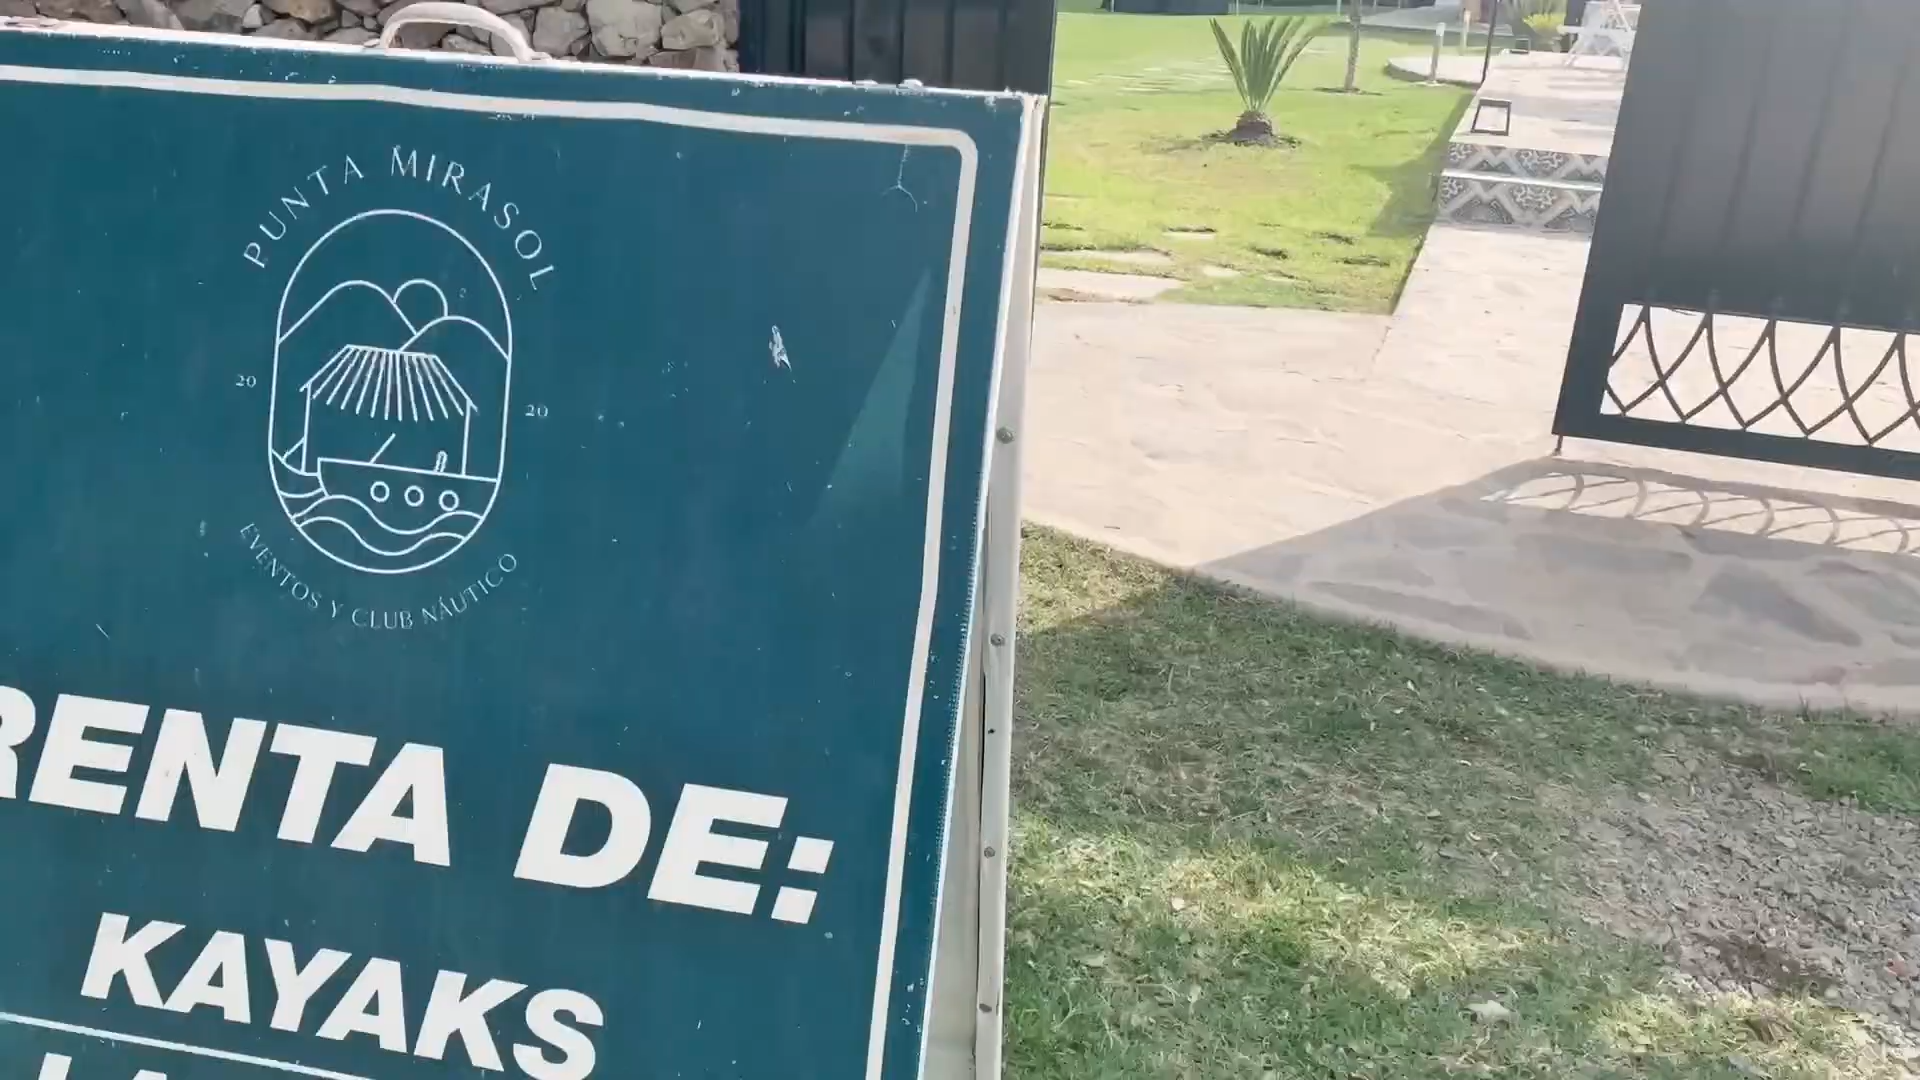 PUNTA MIRASOL
20 20
EVENTOS Y CLUB NÁUTICO
RENTA DE:
KAYAKS